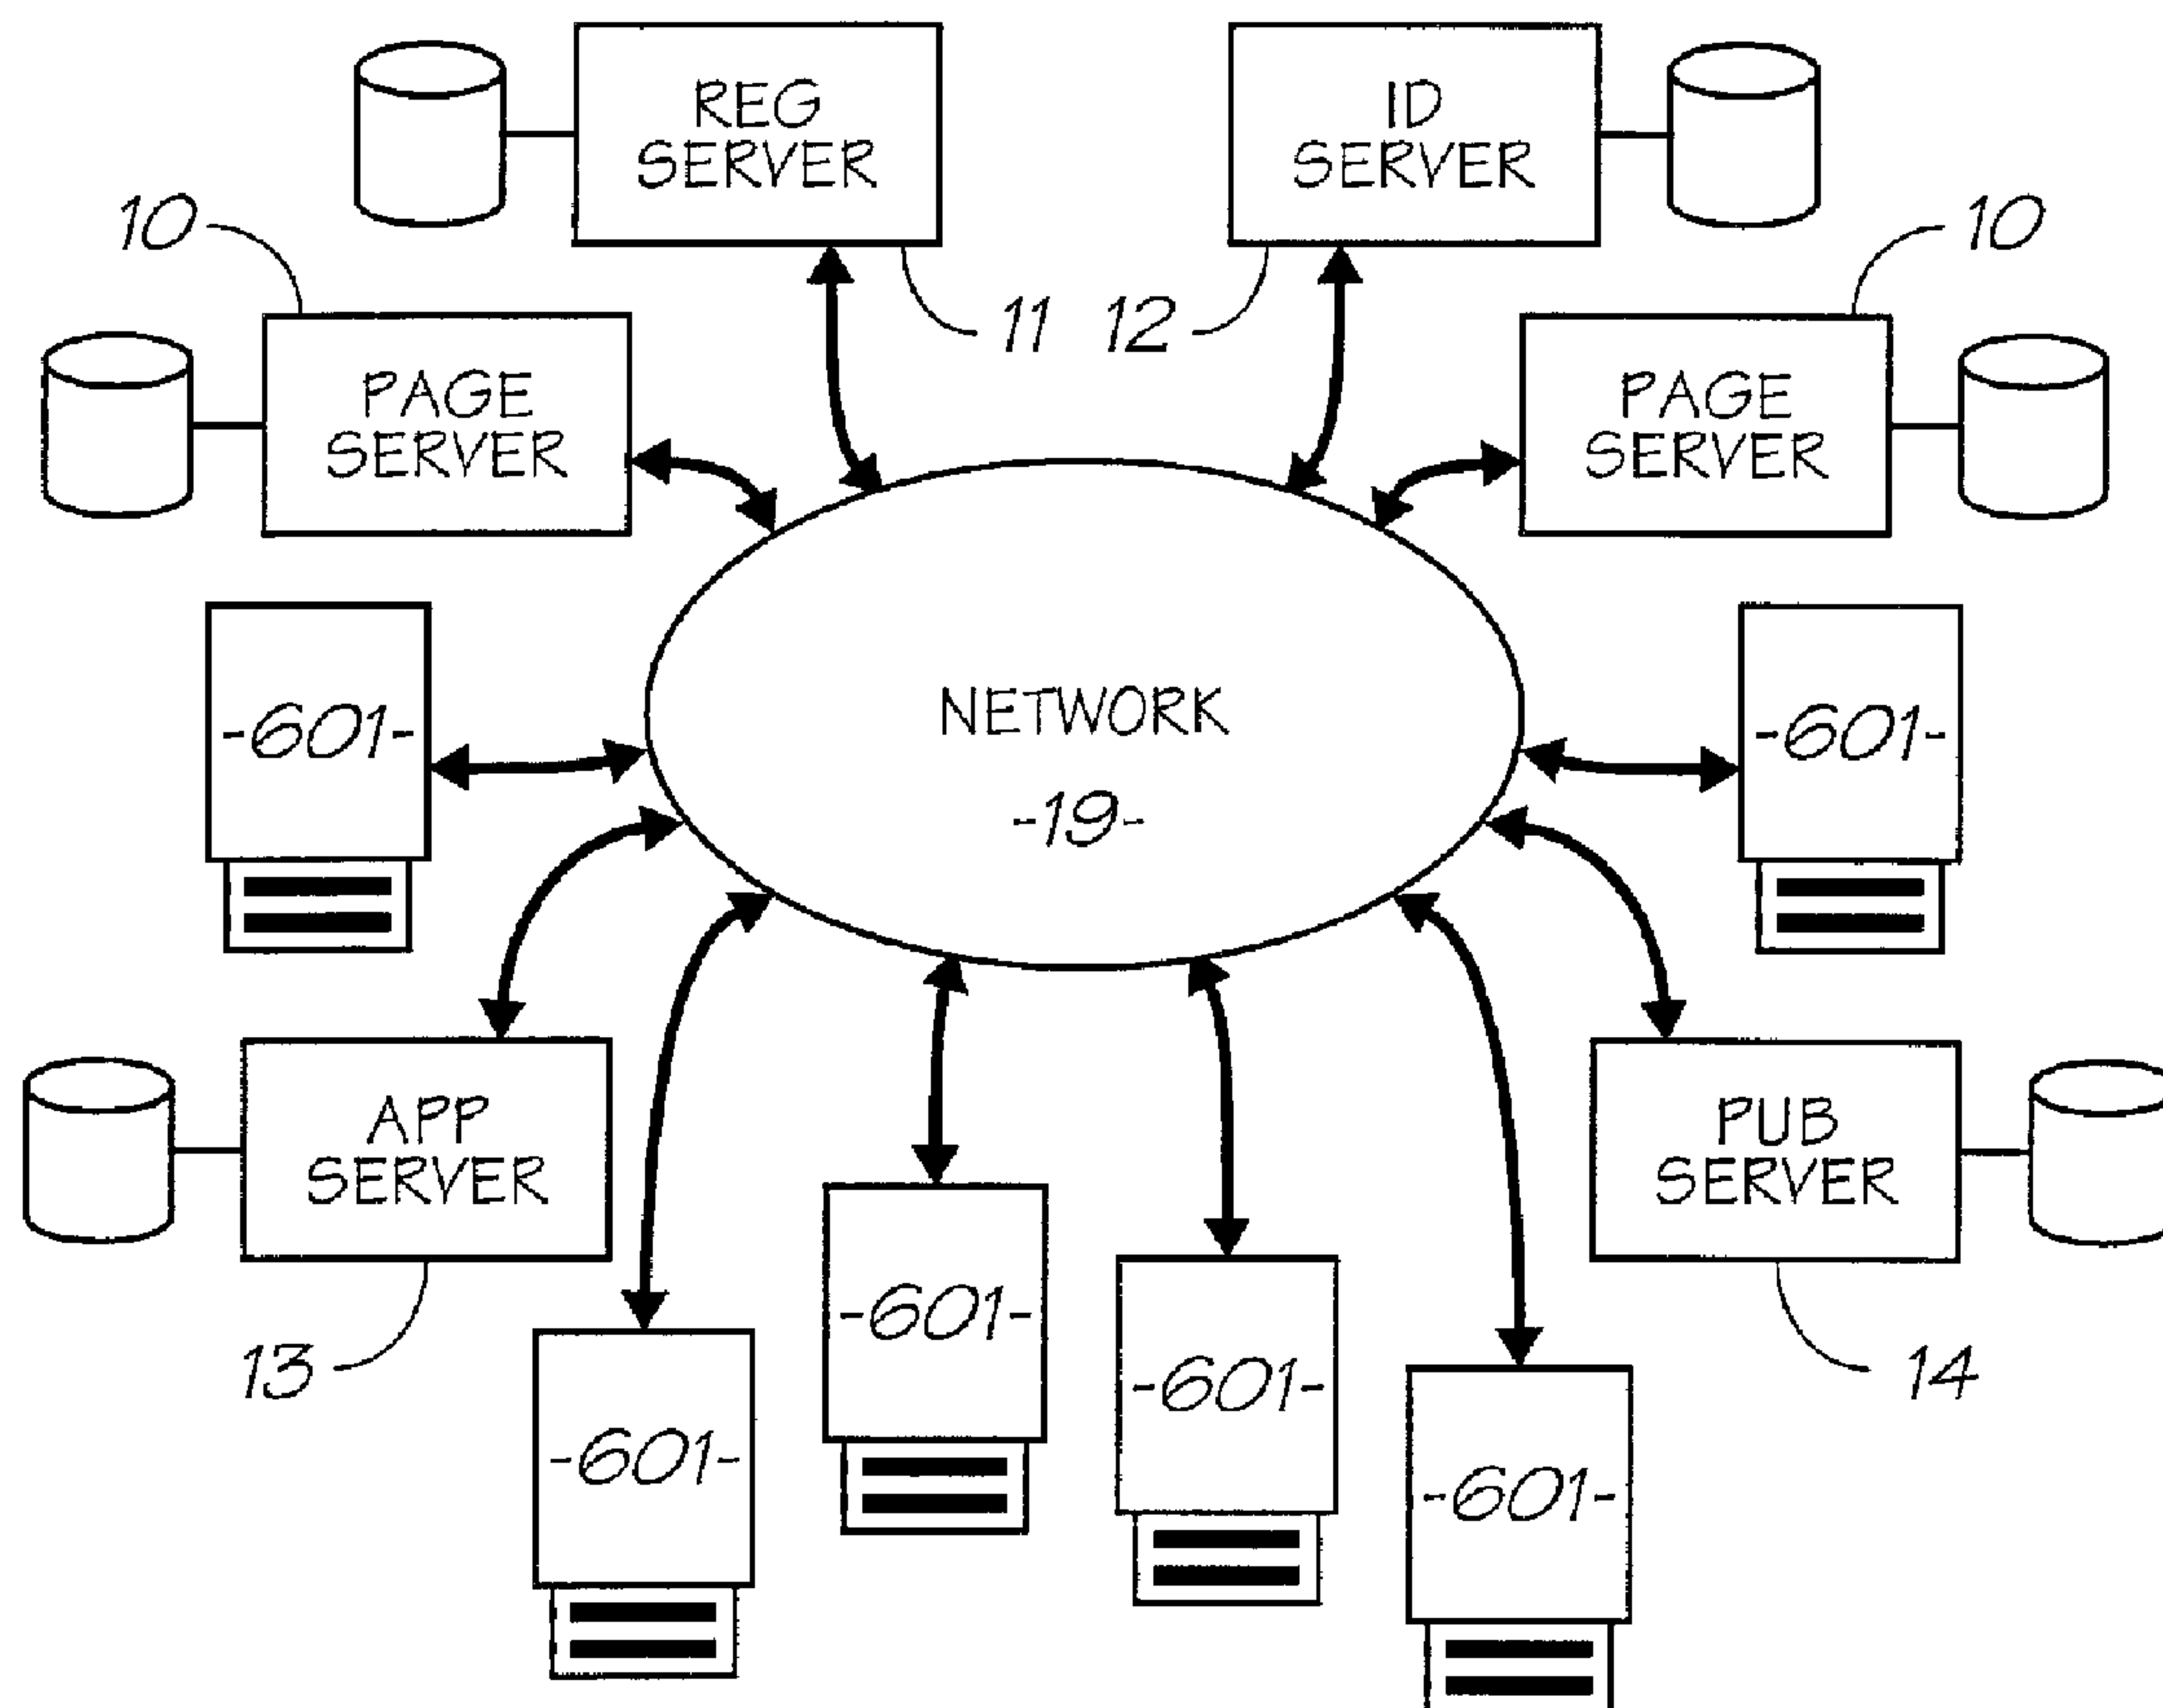 REG
SERVER
ID
SERVER
10
10
11
12
PAGE
SERVER
PAGE
SERVER
-601-
NETWORK
-19-
-601-
APP
SERVER
PUB
SERVER
-601-
-601-
13
14
-601-
-601-